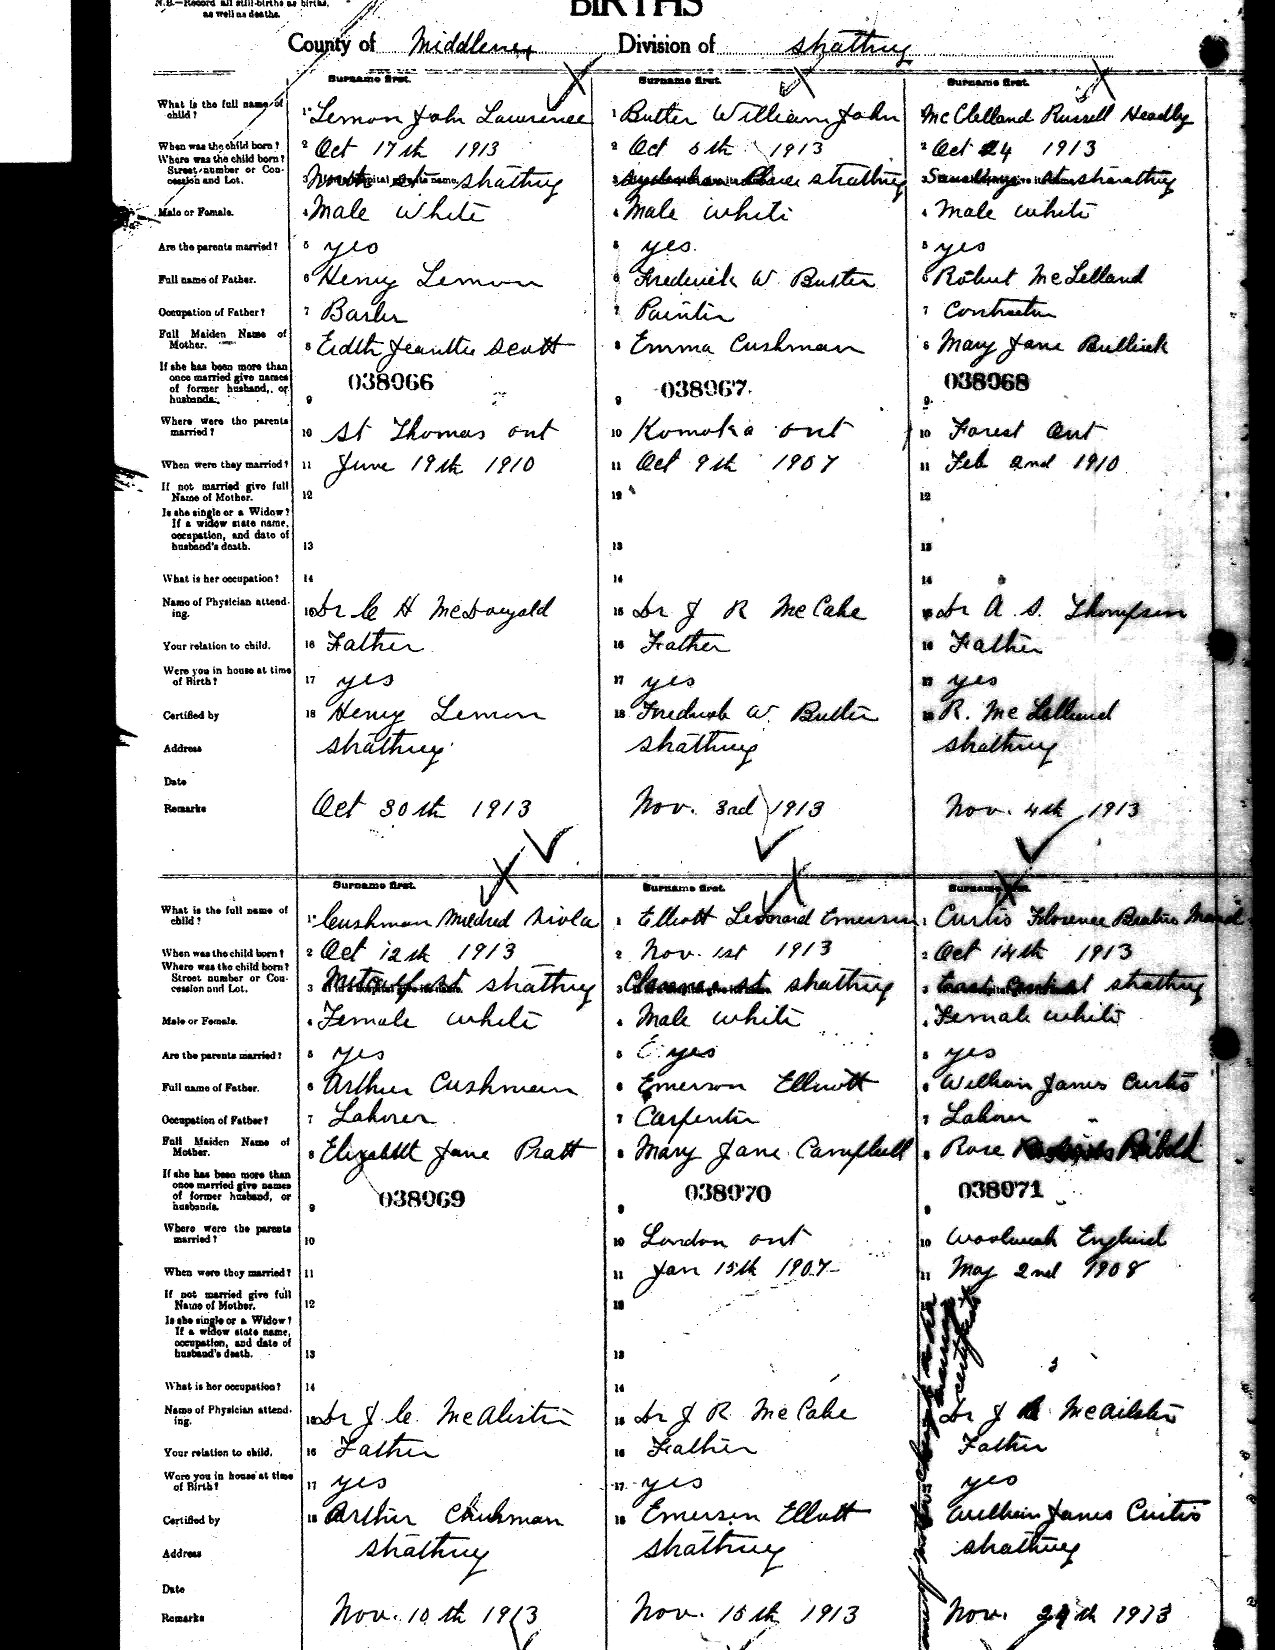 N.B.—Record all still-births as births,
as well as deaths.
BIRTHS
County of Middlesex Division of Strathroy
Surname first. Surname first. Surname first.
What is the full name of child? 1 Lemon John Lawrence 1 Butler William John McClelland Russell Headly
When was the child born? 2 Oct 17th 1913 2 Oct 5th 1913 2 Oct 24 1913
Where was the child born?
Street number or Concession and Lot. 3 North st Strathroy 3 Strathroy 3 st Strathroy
Male or Female. 4 Male White 4 Male white 4 Male white
Are the parents married? 5 yes 5 yes. 5 yes
Full name of Father. 6 Henry Lemon 6 Frederick W Butler 6 Robert McLelland
Occupation of Father? 7 Barber 7 Painter 7 Contractor
Full Maiden Name of Mother. 8 Edith Jeanttie Scott 8 Emma Cushman 8 Mary Jane Bullick
If she has been more than once married give names of former husband, or husbands. 9 038066 9 038067 9 038068
Where were the parents married? 10 St Thomas Ont 10 Komoka Ont 10 Forest Ont
When were they married? 11 June 19th 1910 11 Oct 9th 1907 11 Feb 2nd 1910
If not married give full Name of Mother. 12 12 12
Is she single or a Widow? If a widow state name, occupation, and date of husband's death. 13 13 13
What is her occupation? 14 14 14
Name of Physician attending. 15 Dr C H McDougald 15 Dr J R McCabe 15 Dr A. S. Thompson
Your relation to child. 16 Father 16 Father 16 Father
Were you in house at time of Birth? 17 yes 17 yes 17 yes
Certified by 18 Henry Lemon 18 Fredrick W. Butler 18 R. McLelland
Address Strathroy Strathroy Strathroy
Date
Remarks Oct 30th 1913 Nov. 3rd 1913 Nov. 4th 1913
Surname first. Surname first. Surname first.
What is the full name of child? 1 Cushman Mildred Viola 1 Elliott Leonard Emerson 1 Curtis Florence Beatrice Maud
When was the child born? 2 Oct 12th 1913 2 Nov. 1st 1913 2 Oct 14th 1913
Where was the child born?
Street number or Concession and Lot. 3 Metcalfe st Strathroy 3 st Strathroy 3 st Strathroy
Male or Female. 4 Female white 4 Male white 4 Female white
Are the parents married? 5 yes 5 yes 5 yes
Full name of Father. 6 Arthur Cushman 6 Emerson Elliott 6 William James Curtis
Occupation of Father? 7 Laborer 7 Carpenter 7 Labour
Full Maiden Name of Mother. 8 Elizabeth Jane Pratt 8 Mary Jane Campbell 8 Rose
If she has been more than once married give names of former husband, or husbands. 9 038069 9 038070 9 038071
Where were the parents married? 10 10 London Ont 10 Woolwich England
When were they married? 11 11 Jan 15th 1907 11 May 2nd 1908
If not married give full Name of Mother. 12 12
Is she single or a Widow? If a widow state name, occupation, and date of husband's death. 13 13
What is her occupation? 14 14
Name of Physician attending. 15 Dr J. C. McAlister 15 Dr J R McCabe Dr J McAilster
Your relation to child. 16 Father 16 Father Father
Were you in house at time of Birth? 17 yes 17 yes 17 yes
Certified by 18 Arthur Cushman 18 Emerson Elliott William James Curtis
Address Strathroy Strathroy Strathroy
Date
Remarks Nov. 10th 1913 Nov. 15th 1913 Nov. 29th 1913